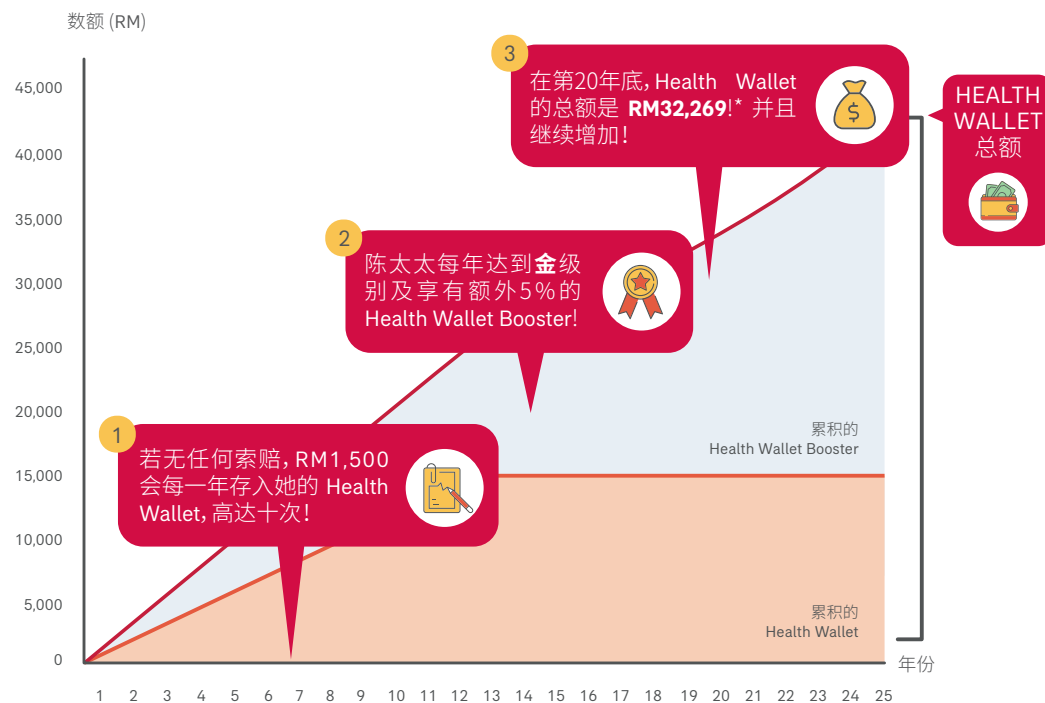 数额 (RM)
45,000
40,000
35,000
30,000
25,000
20,000
15,000
10,000
5,000
0
3
在第20年底, Health Wallet
的总额是 RM32,269!* 并且
继续增加!
HEALTH
WALLET
总额
2
陈太太每年达到金级
别及享有额外5%的
Health Wallet Booster!
1
若无任何索赔, RM1,500
会每一年存入她的 Health
Wallet, 高达十次!
累积的
Health Wallet Booster
累积的
Health Wallet
年份
1 2 3 4 5 6 7 8 9 10 11 12 13 14 15 16 17 18 19 20 21 22 23 24 25